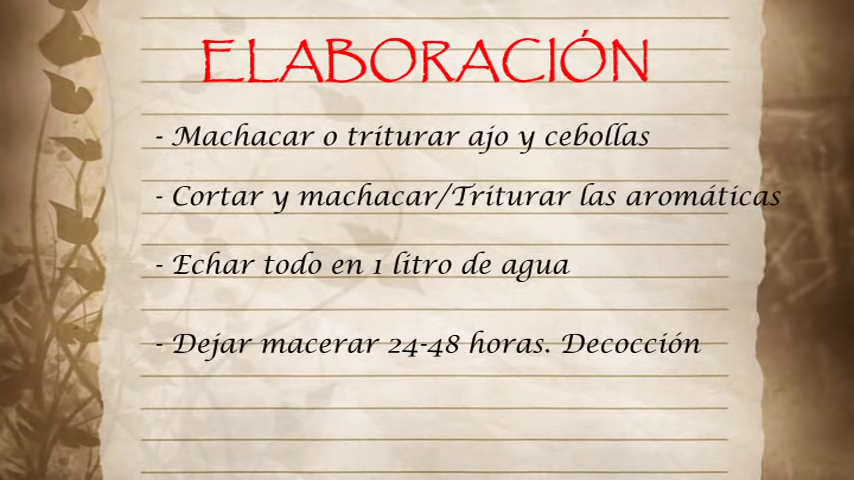 ELABORACIÓN
- Machacar o triturar ajo y cebollas
- Cortar y machacar/Triturar las aromáticas
- Echar todo en 1 litro de agua
- Dejar macerar 24-48 horas. Decocción